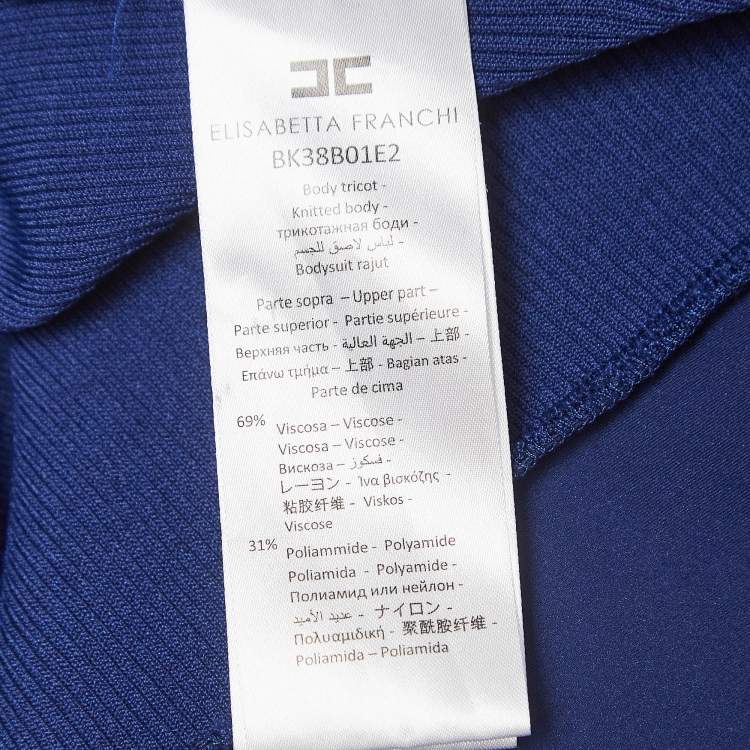 ELISABETTA FRANCHI
BK38B01E2
Body tricot -
Knitted body -
трикотажная боди -
لباس لاصق للجسم -
Bodysuit rajut
Parte sopra – Upper part –
Parte superior - Partie supérieure -
Верхняя часть - الجهة العالية – 上部 -
Επάνω τμήμα – 上部 - Bagian atas -
Parte de cima
69% Viscosa – Viscose -
Viscosa – Viscose -
Вискоза – فسكوز -
レーヨン - Ίνα βισκόζης -
粘胶纤维 - Viskos -
Viscose
31% Poliammide - Polyamide
Poliamida - Polyamide -
Полиамид или нейлон -
عديد الأميد - ナイロン -
Πολυαμιδική - 聚酰胺纤维 -
Poliamida – Poliamida